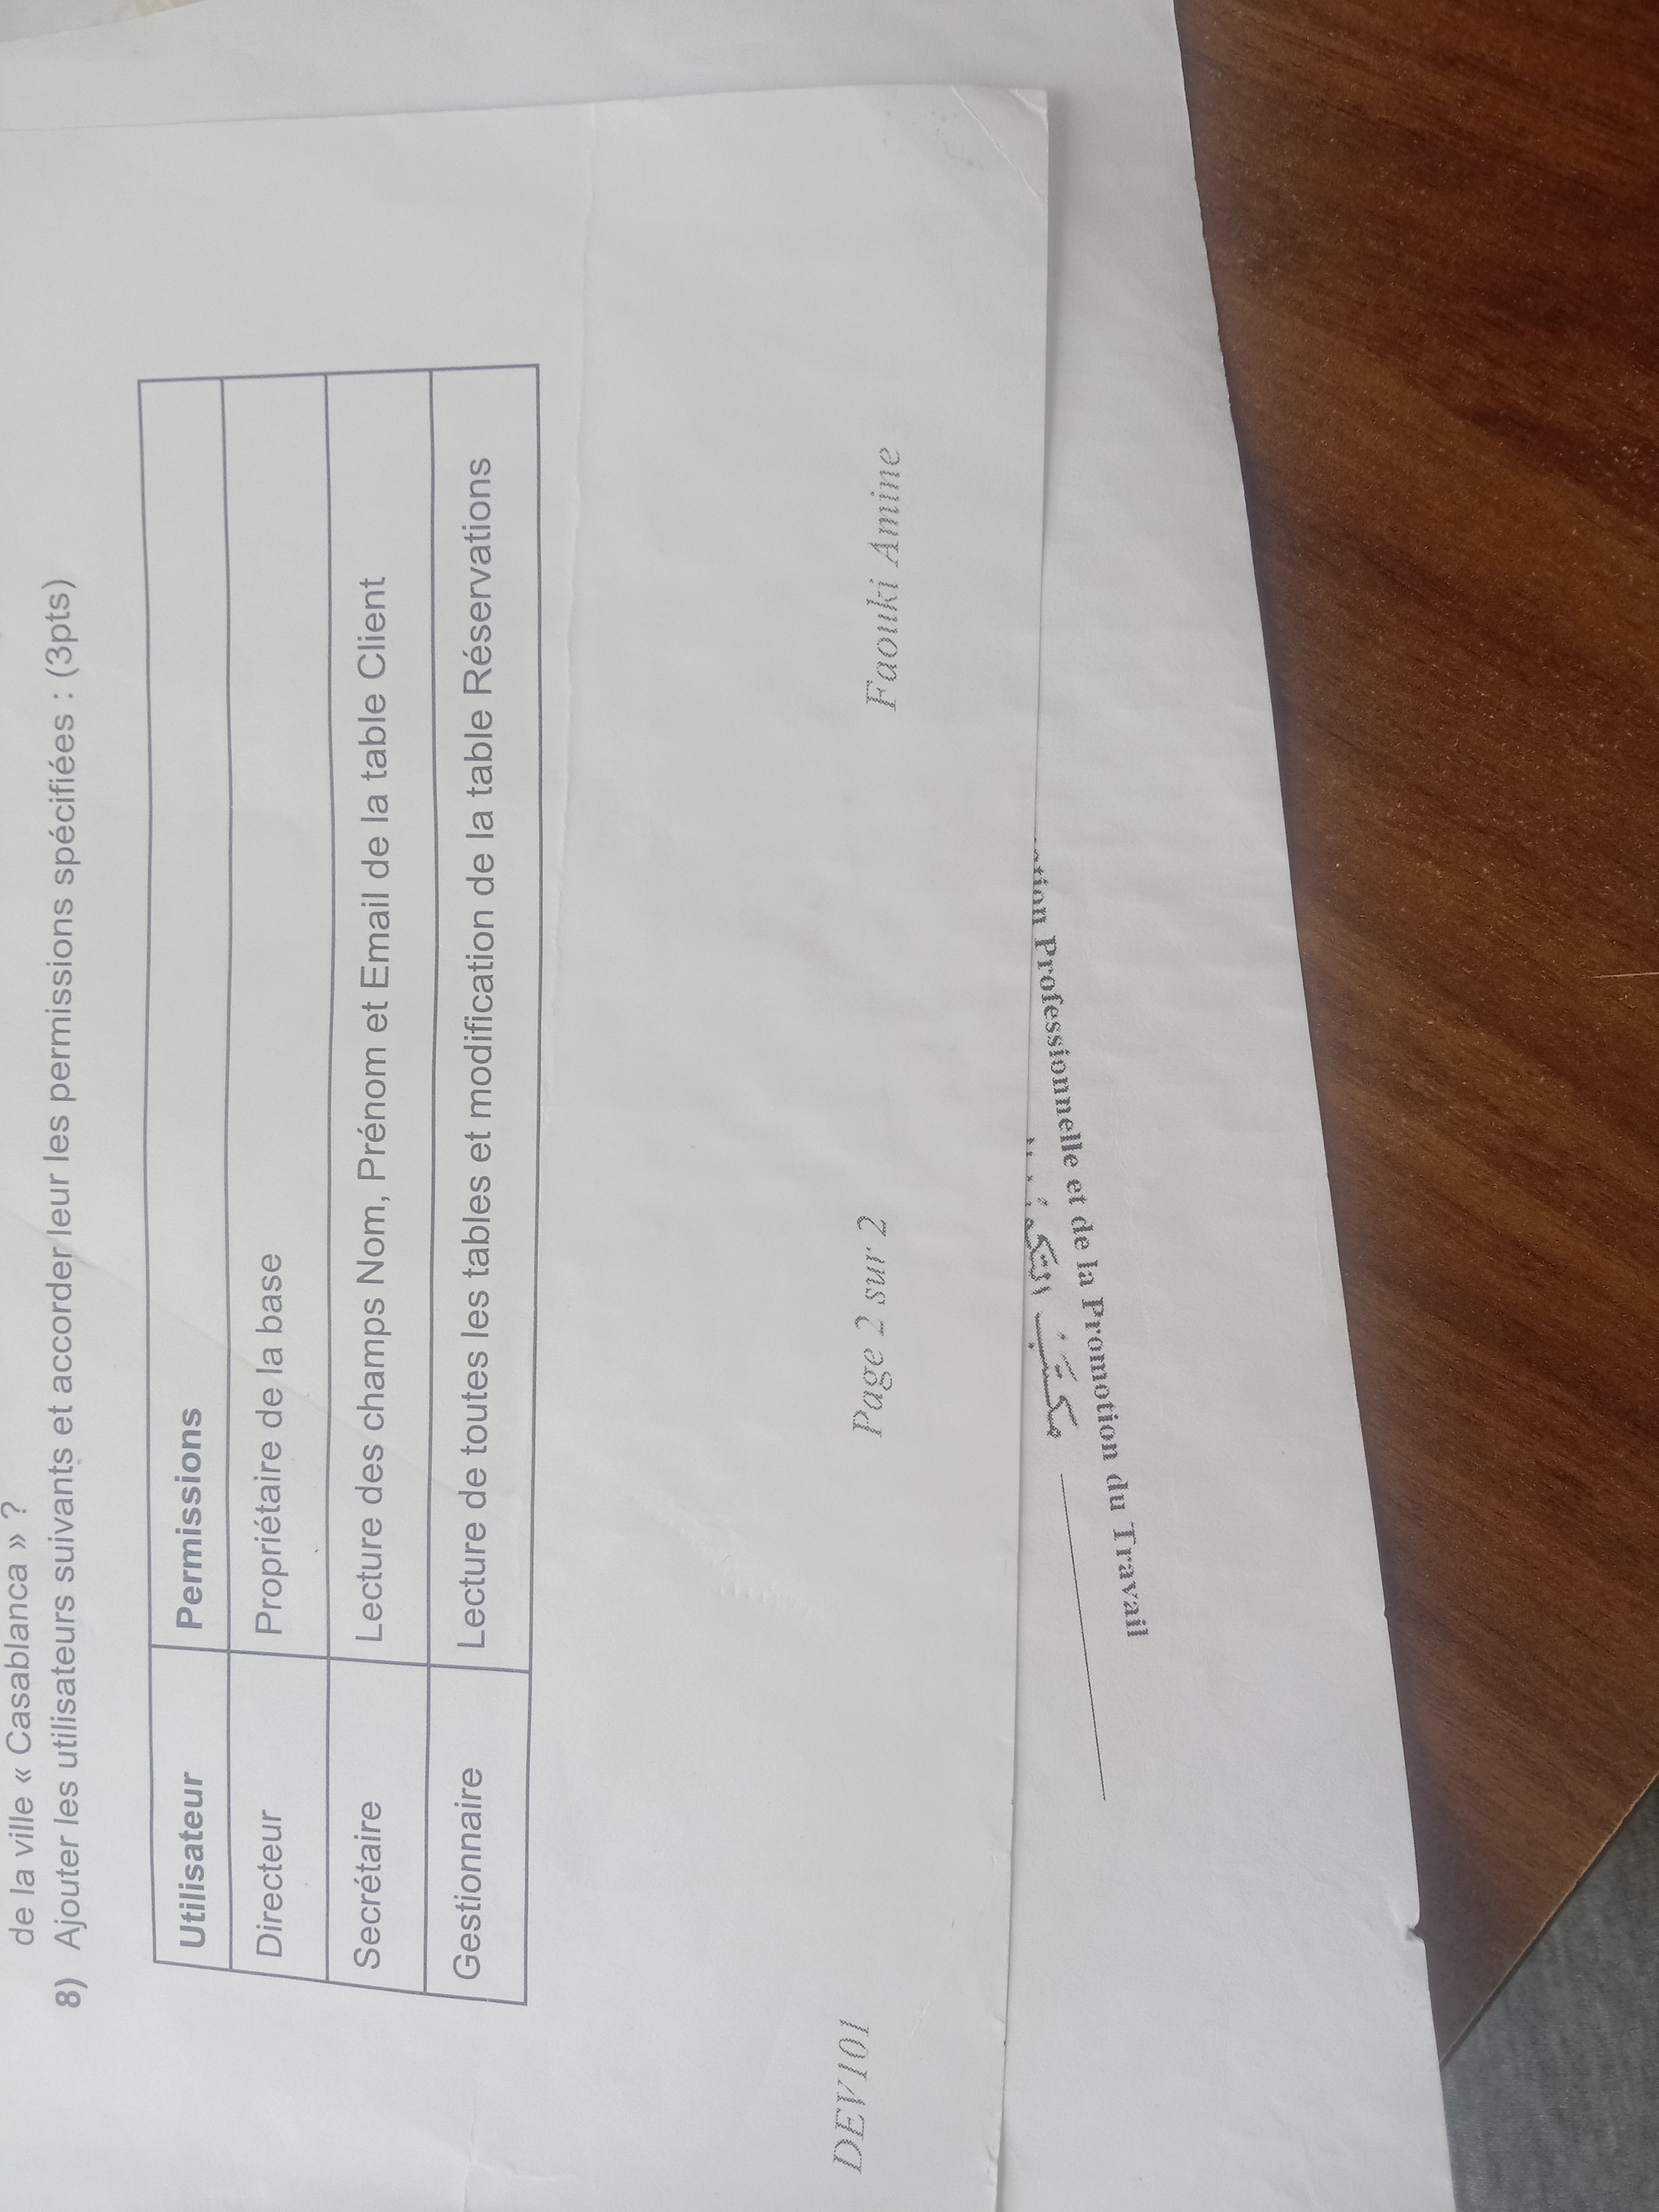 de la ville « Casablanca » ?
8) Ajouter les utilisateurs suivants et accorder leur les permissions spécifiées : (3pts)
Utilisateur Permissions
Directeur Propriétaire de la base
Secrétaire Lecture des champs Nom, Prénom et Email de la table Client
Gestionnaire Lecture de toutes les tables et modification de la table Réservations
DEV101 Page 2 sur 2 Faouki Amine
مكتب
Professionnelle et de la Promotion du Travail